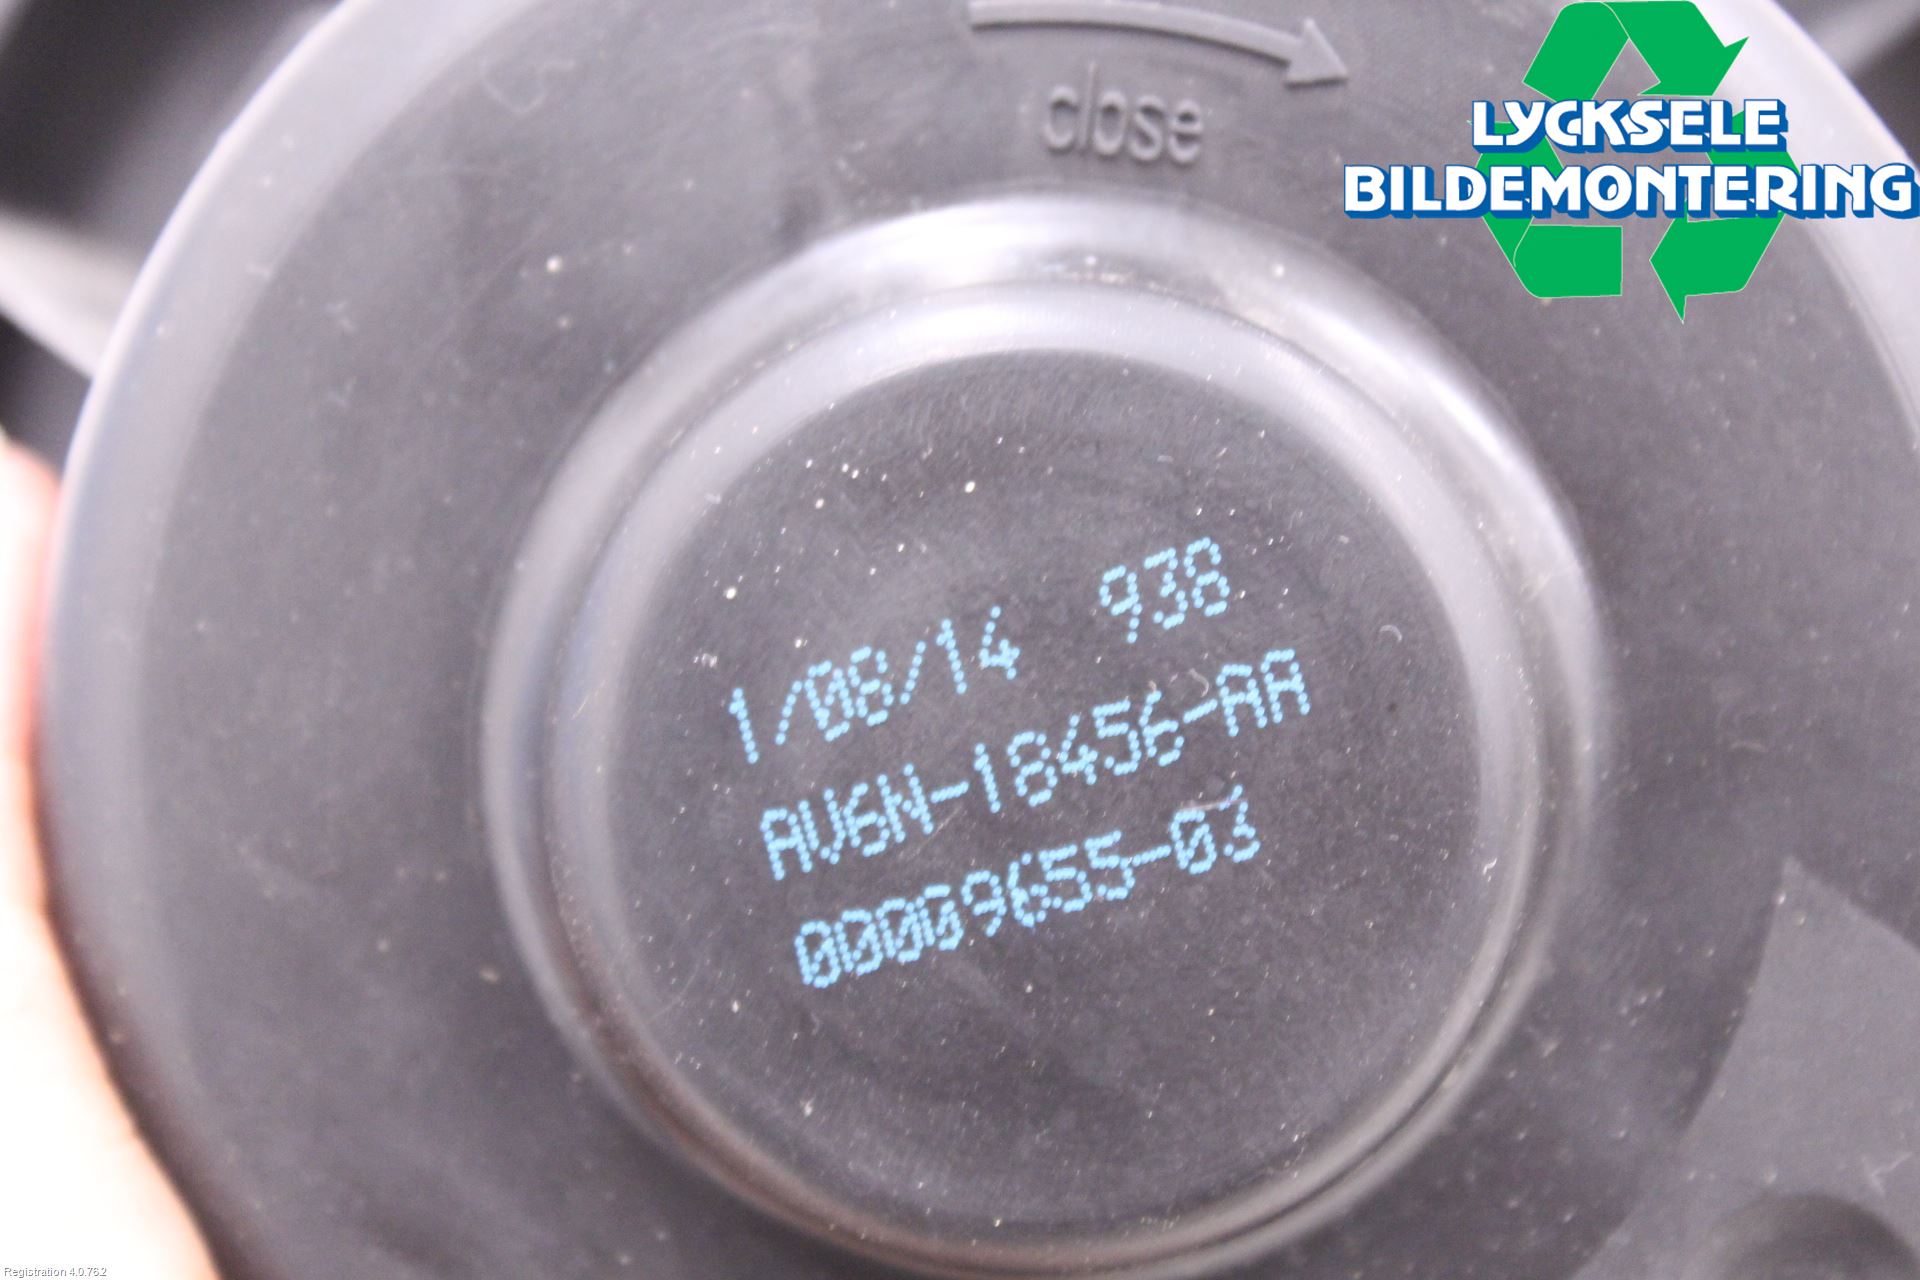 close
LYCKSELE
BILDEMONTERING
1/08/14 938
AV6N-18456-AA
00009655-03
Registration 4.0.76.2